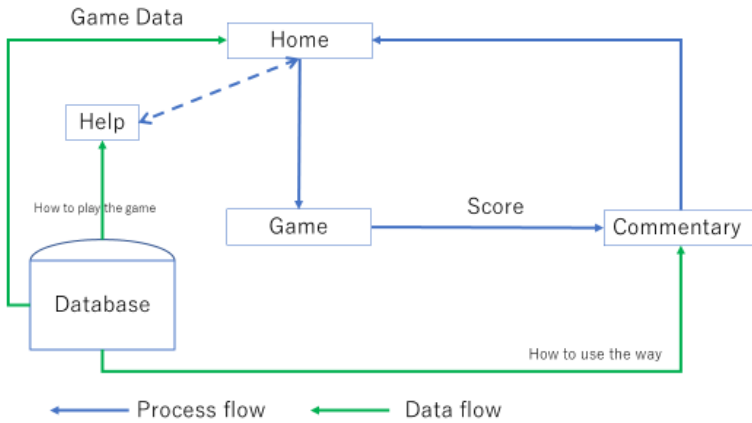 Game Data
Home
Help
How to play the game
Game
Score
Commentary
Database
How to use the way
Process flow
Data flow